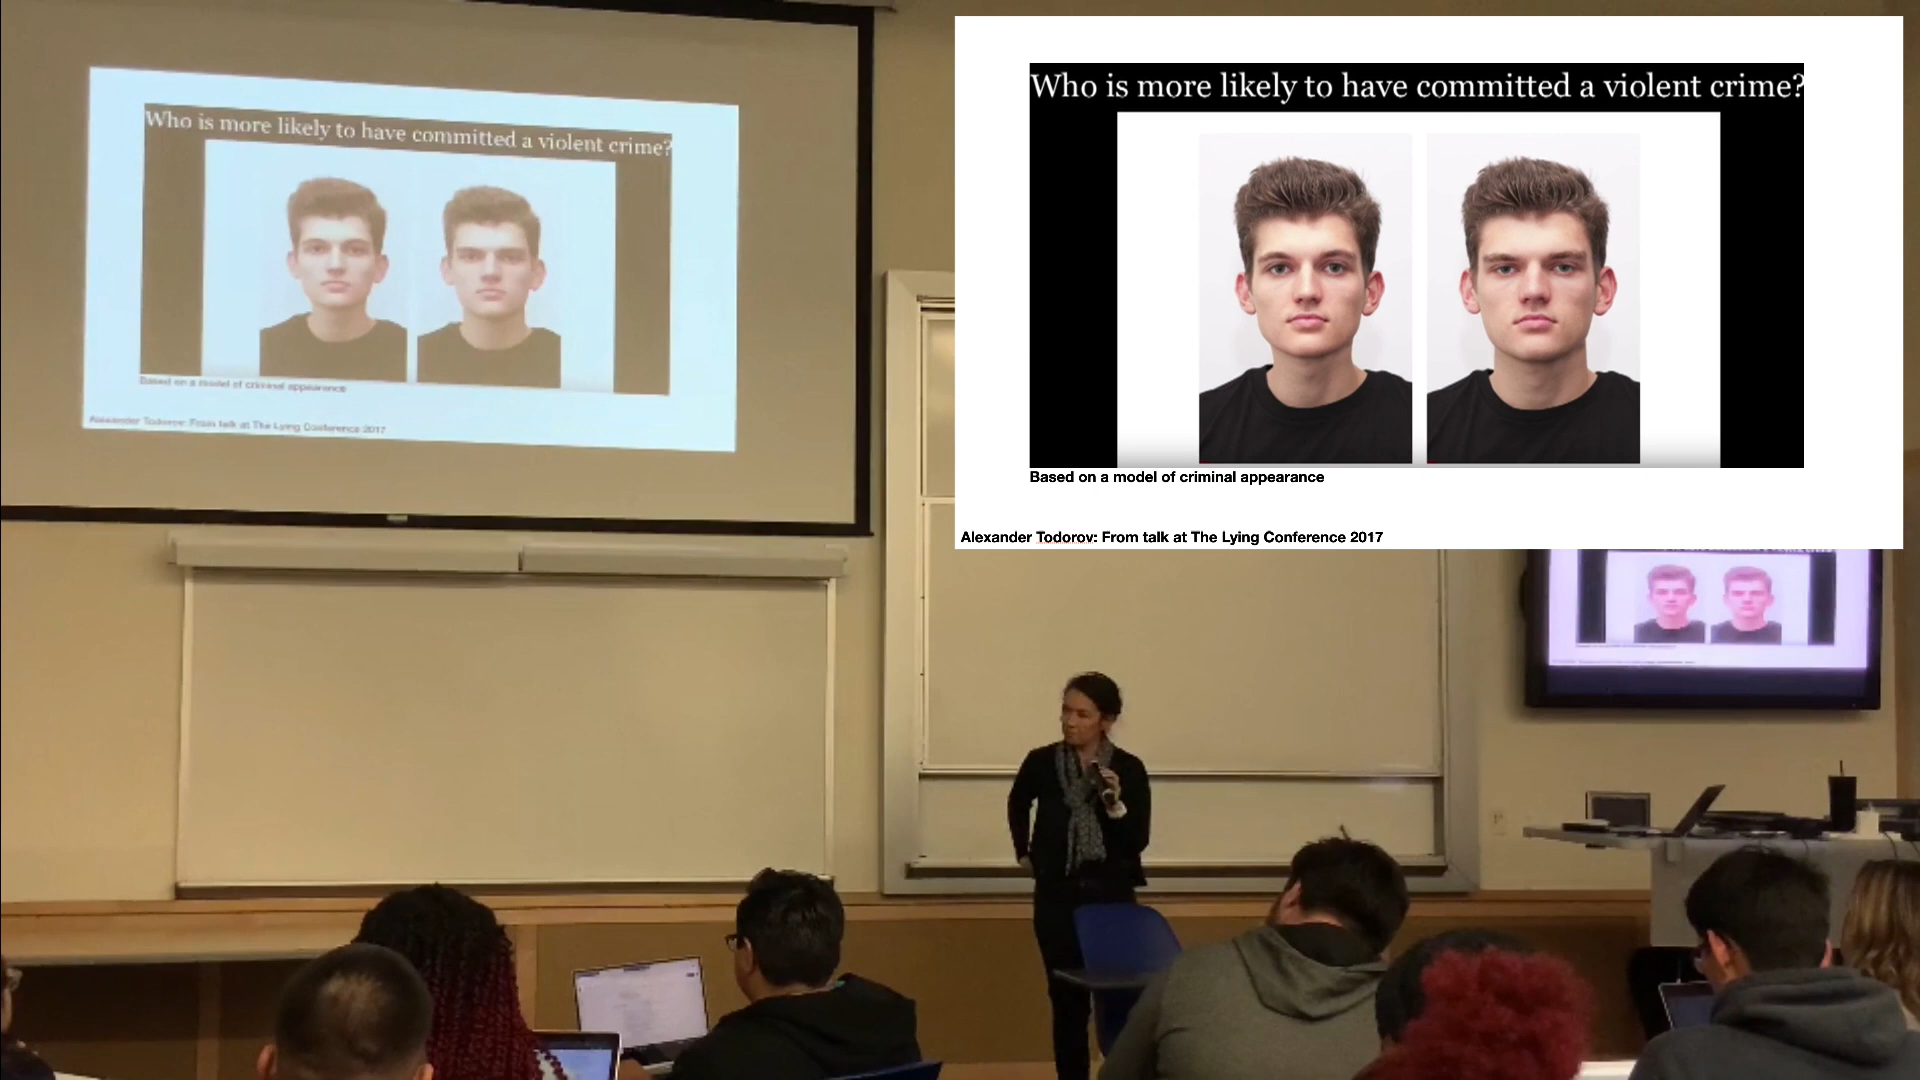 Who is more likely to have committed a violent crime?
Based on a model of criminal appearance
Alexander Todorov: From talk at The Lying Conference 2017
Who is more likely to have committed a violent crime?
Based on a model of criminal appearance
Alexander Todorov: From talk at The Lying Conference 2017